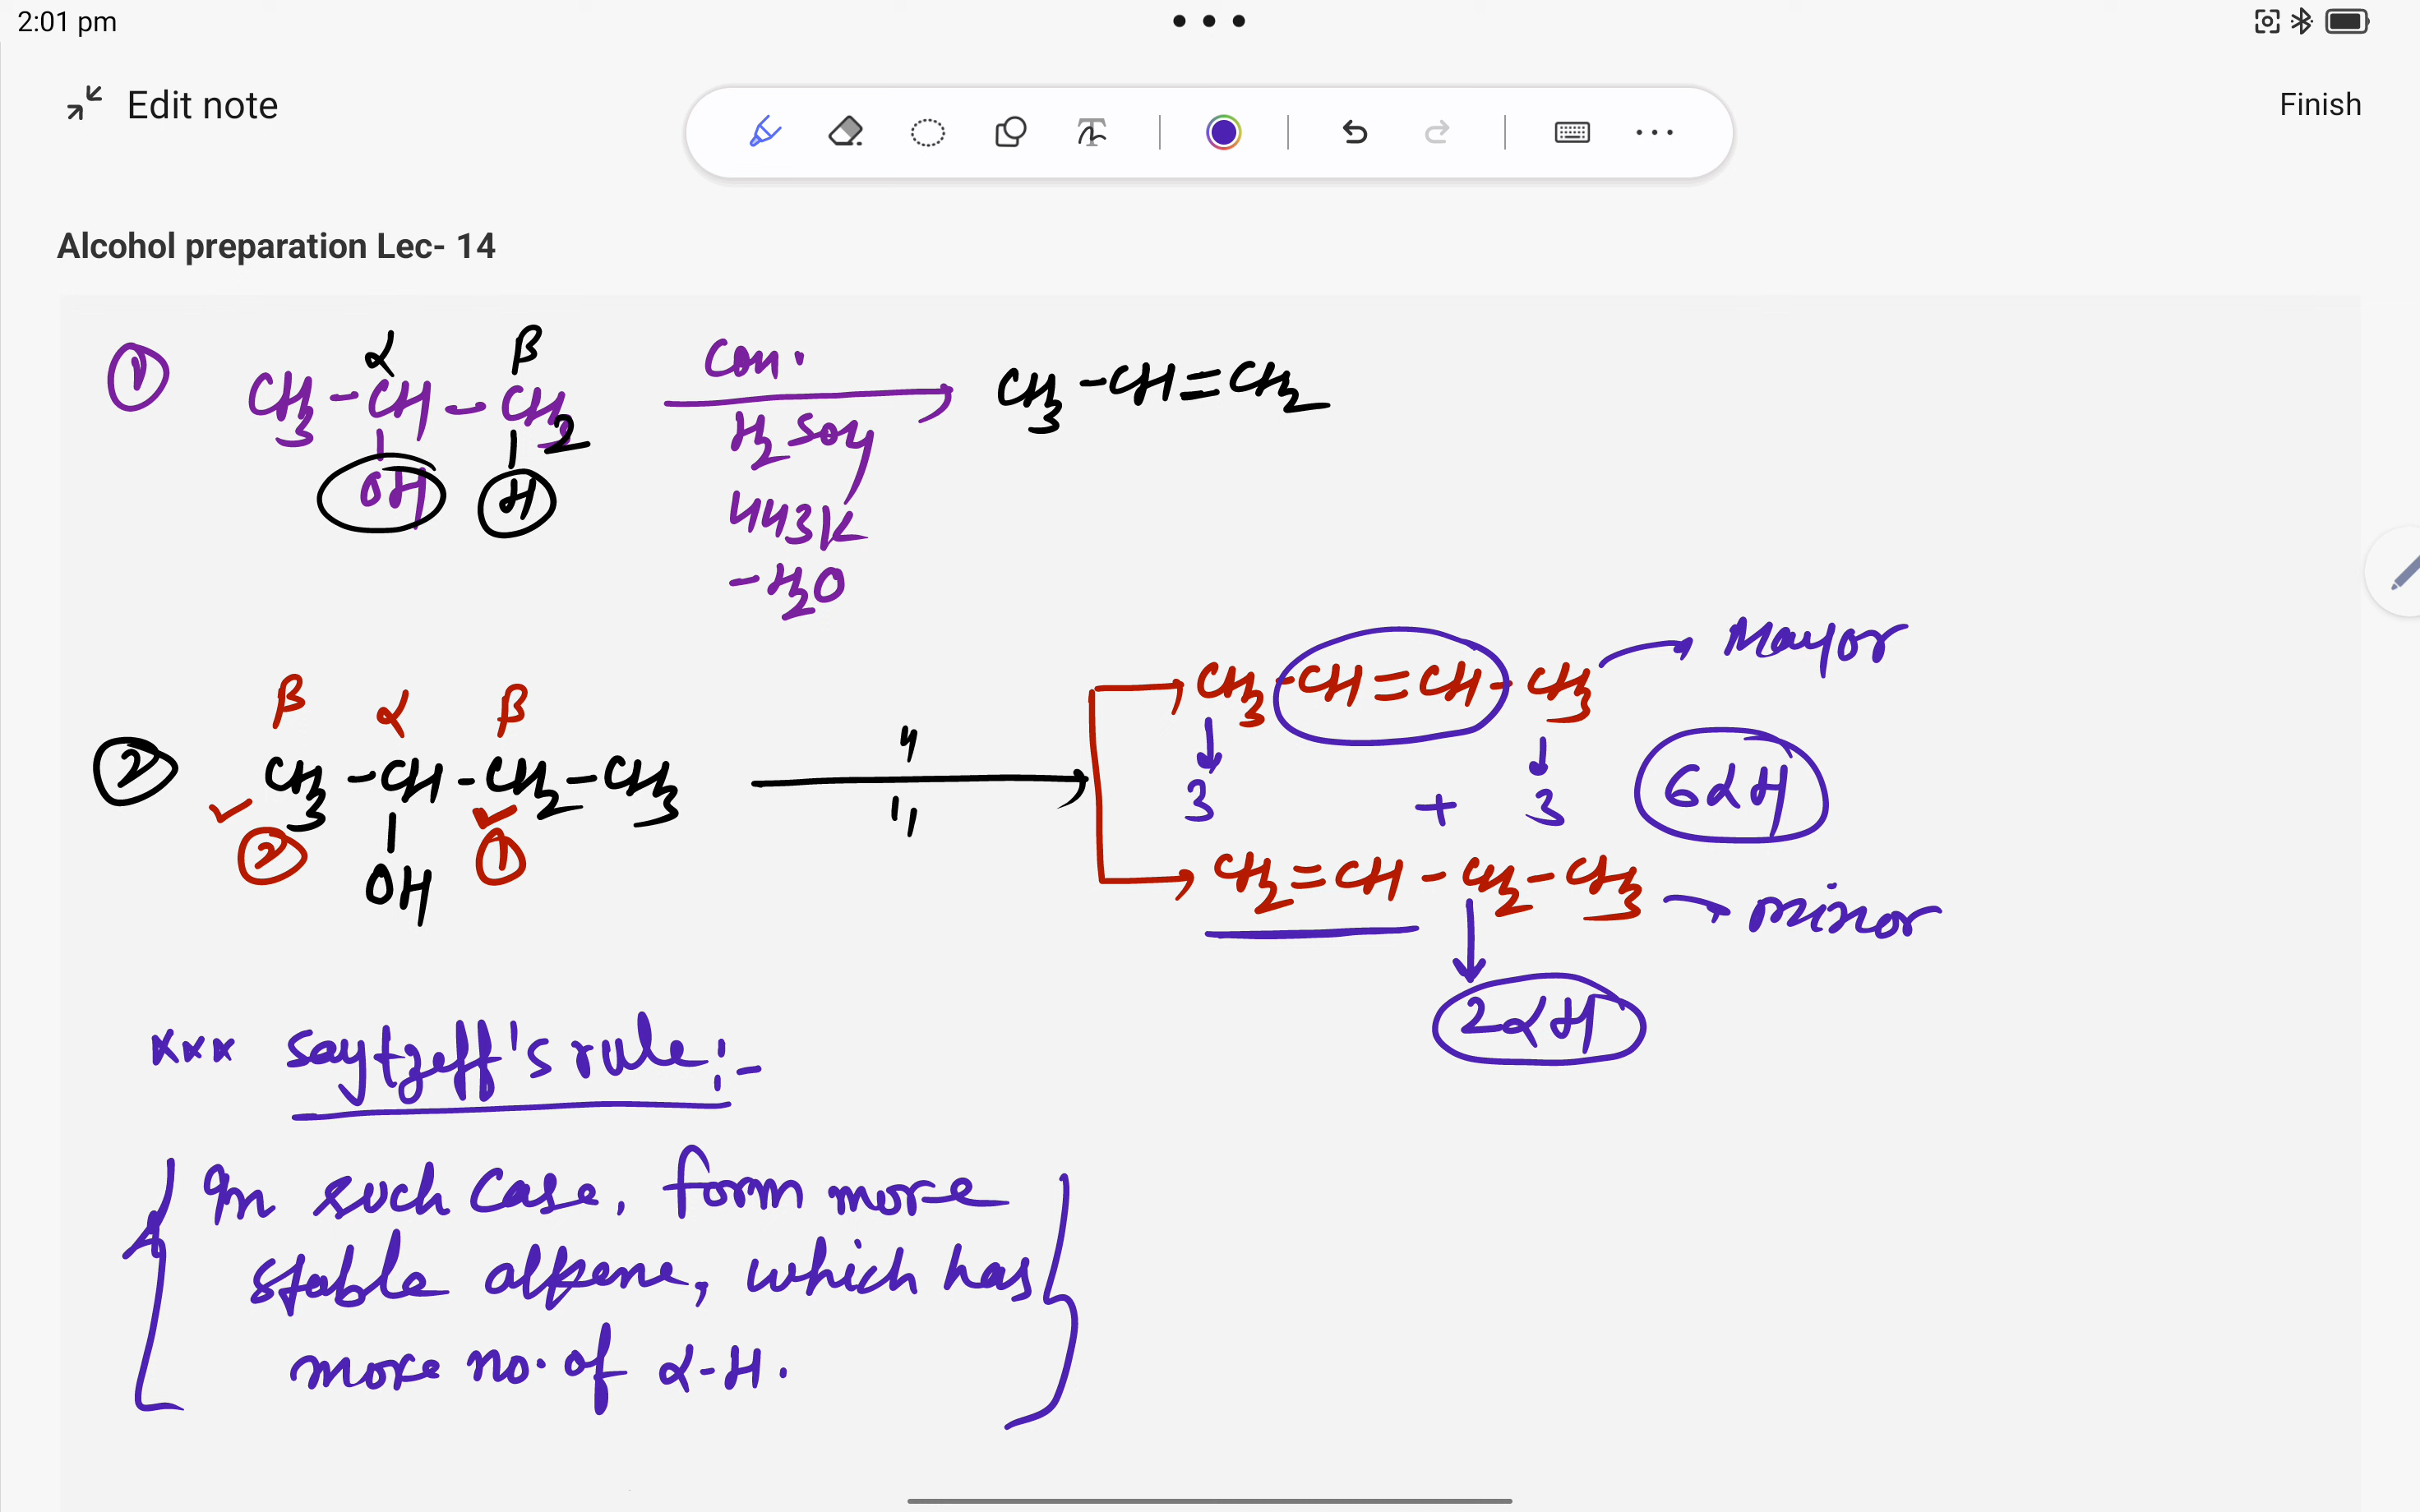 2:01 pm
Edit note
Finish
Alcohol preparation Lec- 14
α β
① CH3-CH-CH2 Con. CH3-CH=CH2
OH H H2SO4
443K
-H2O
CH3-CH=CH-CH3 → Mayor
β α β
② CH3-CH-CH2-CH3 " 3 + 3 6αH
② OH ① "
CH2=CH-CH2-CH3 → minor
2αH
xxx Saytzeff's rule:-
In such case, form more
stable alkene, which has
more no. of α-H.